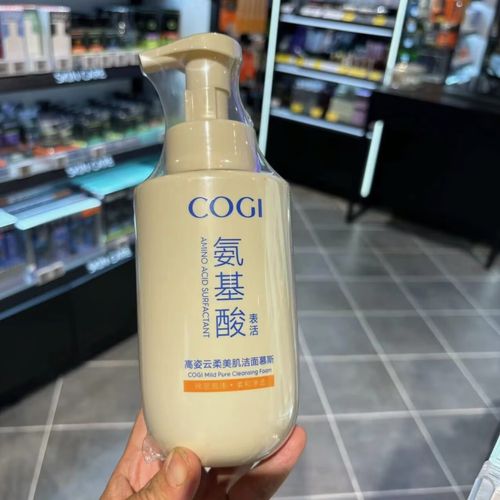 SKIN CARE
SKIN CARE
SKIN CARE
COGI
氨基酸
表活
AMINO ACID SURFACTANT
高姿云柔美肌洁面慕斯
COGI Mild Pure Cleansing Foam